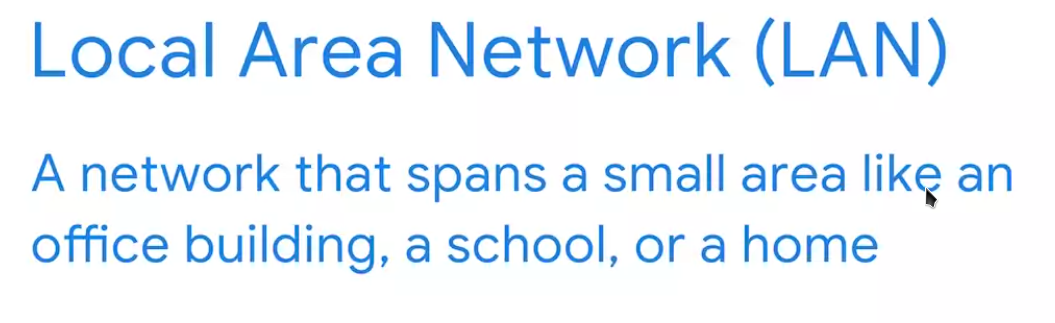 Local Area Network (LAN)
A network that spans a small area like an
office building, a school, or a home